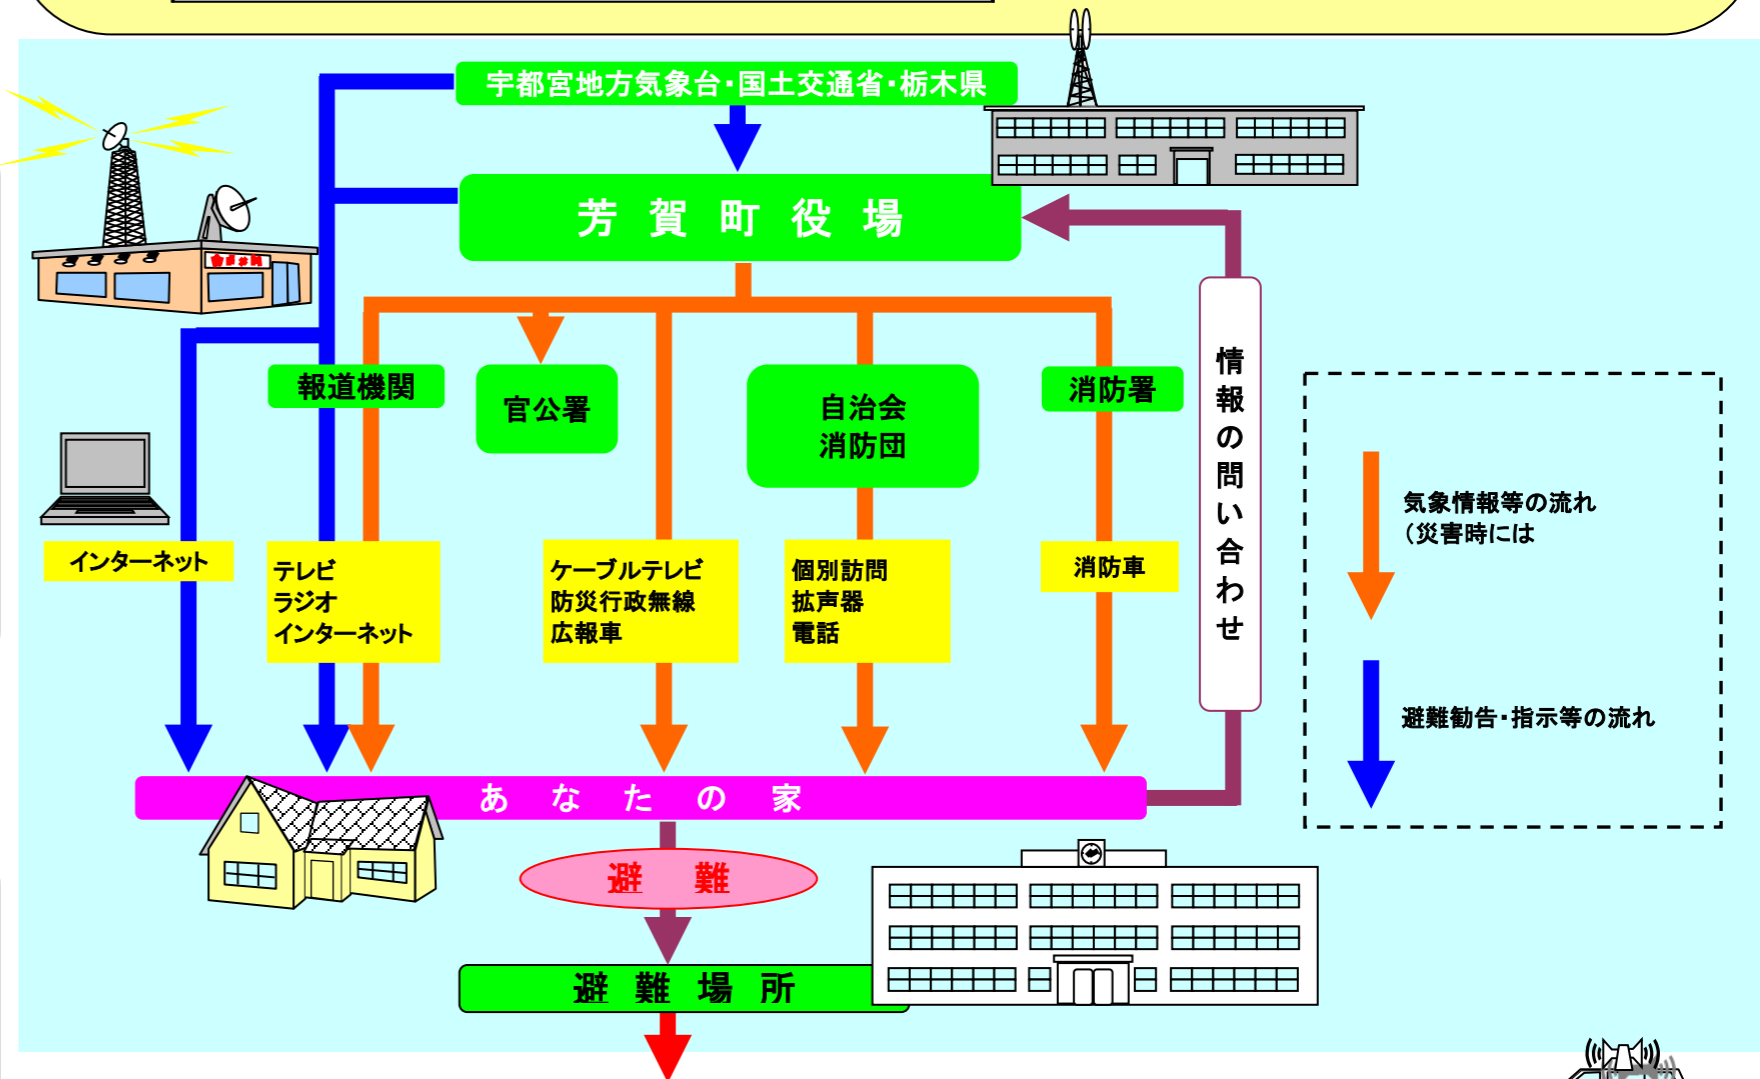 宇都宮地方気象台・国土交通省・栃木県
芳賀町役場
報道機関
官公署
自治会
消防団
消防署
情報の問い合わせ
インターネット
テレビ
ラジオ
インターネット
ケーブルテレビ
防災行政無線
広報車
個別訪問
拡声器
電話
消防車
気象情報等の流れ
(災害時には
避難勧告・指示等の流れ
あなたの家
避難
避難場所